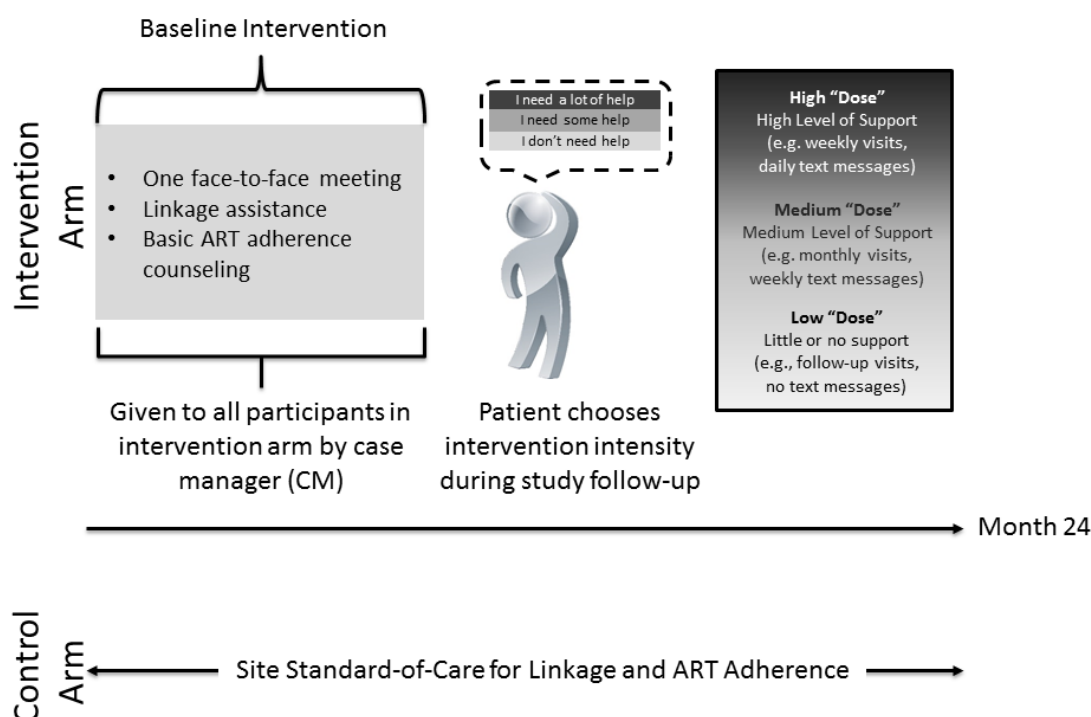 Baseline Intervention
Intervention
Arm
• One face-to-face meeting
• Linkage assistance
• Basic ART adherence
counseling
Given to all participants in
intervention arm by case
manager (CM)
I need a lot of help
I need some help
I don't need help
Patient chooses
intervention intensity
during study follow-up
High “Dose”
High Level of Support
(e.g. weekly visits,
daily text messages)
Medium “Dose”
Medium Level of Support
(e.g. monthly visits,
weekly text messages)
Low “Dose”
Little or no support
(e.g., follow-up visits,
no text messages)
Month 24
Control
Arm
Site Standard-of-Care for Linkage and ART Adherence